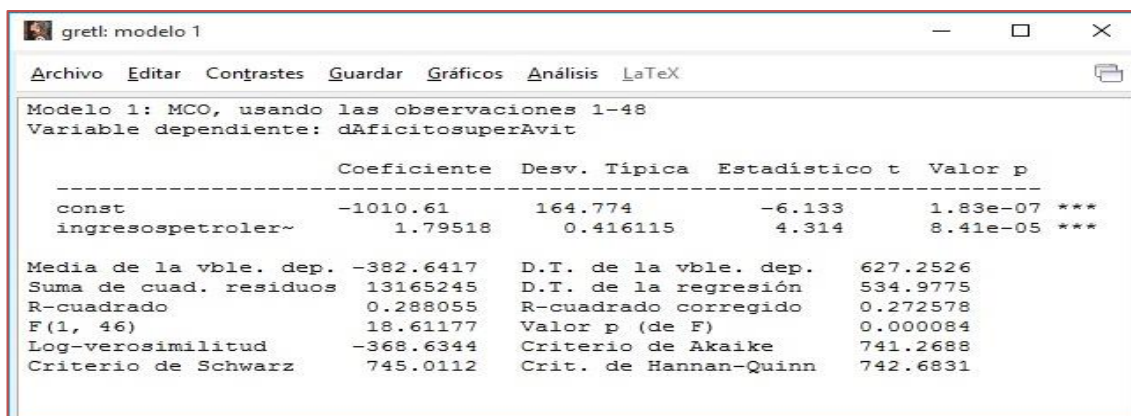 gretl: modelo 1
Archivo Editar Contrastes Guardar Gráficos Análisis LaTeX
Modelo 1: MCO, usando las observaciones 1-48
Variable dependiente: dAficitosuperAvit
Coeficiente Desv. Típica Estadístico t Valor p
const -1010.61 164.774 -6.133 1.83e-07 ***
ingresospetroler~ 1.79518 0.416115 4.314 8.41e-05 ***
Media de la vble. dep. -382.6417 D.T. de la vble. dep. 627.2526
Suma de cuad. residuos 13165245 D.T. de la regresión 534.9775
R-cuadrado 0.288055 R-cuadrado corregido 0.272578
F(1, 46) 18.61177 Valor p (de F) 0.000084
Log-verosimilitud -368.6344 Criterio de Akaike 741.2688
Criterio de Schwarz 745.0112 Crit. de Hannan-Quinn 742.6831